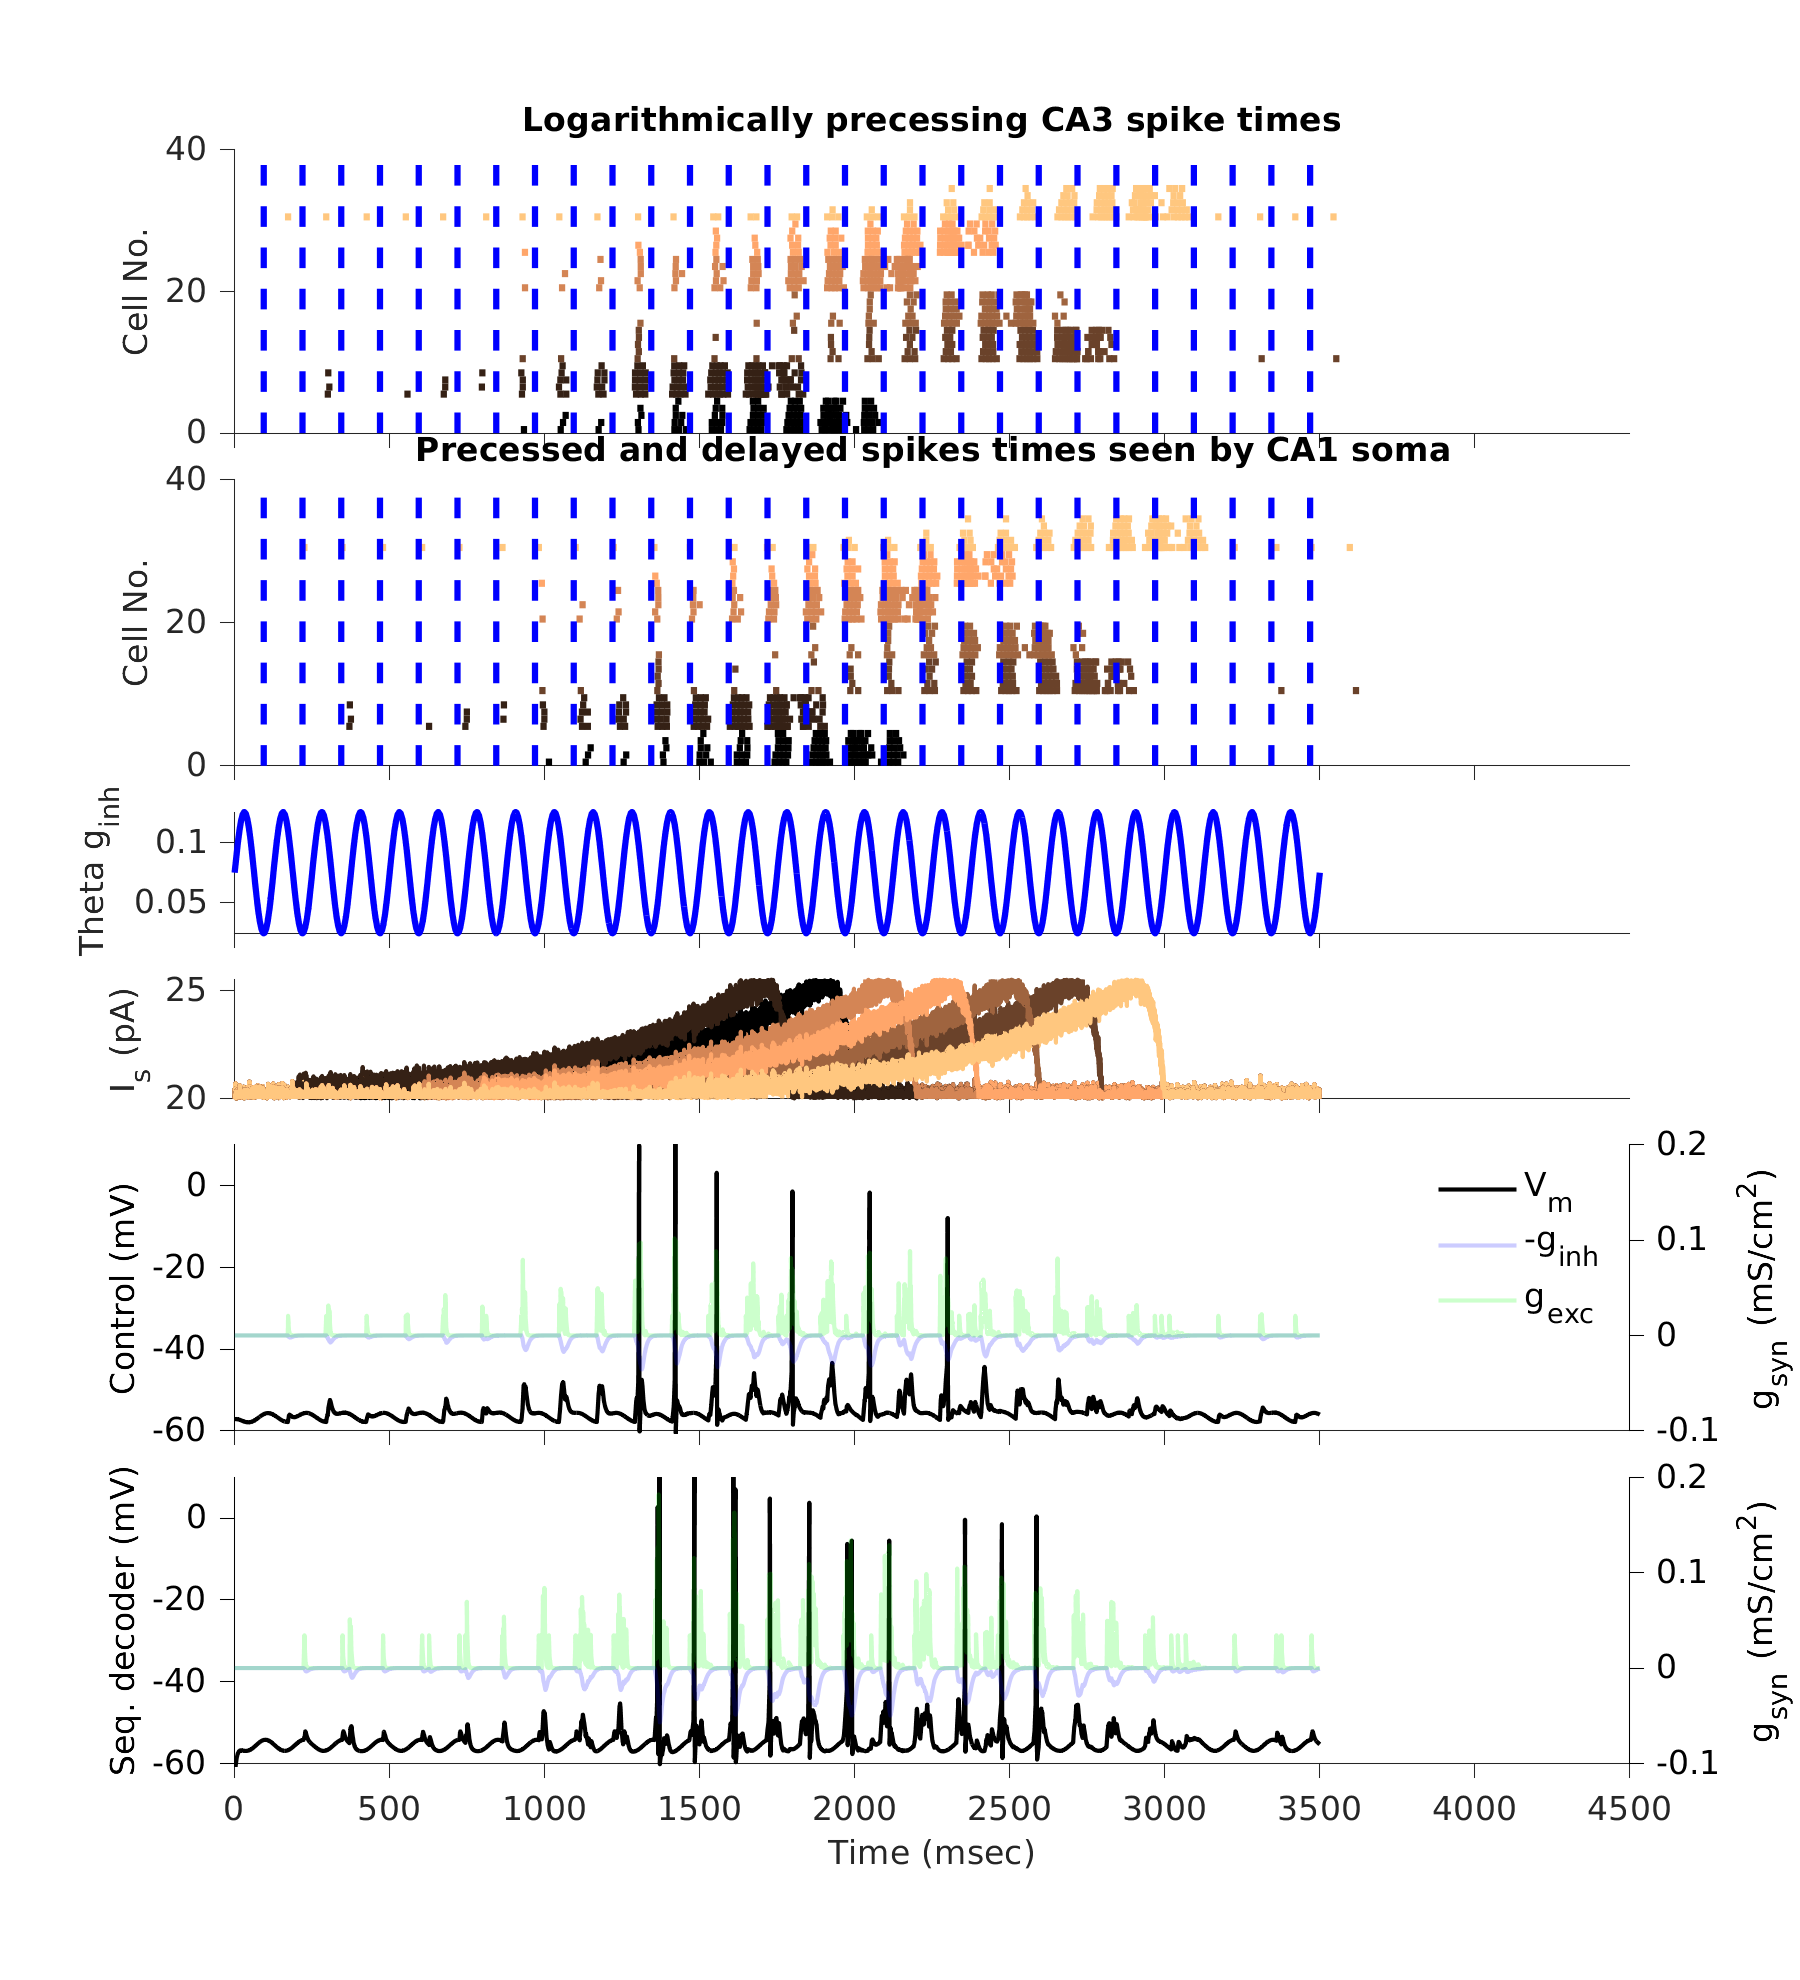 Logarithmically precessing CA3 spike times
40
20
0
Cell No.
Precessed and delayed spikes times seen by CA1 soma
40
20
0
Cell No.
0.1
0.05
Theta g_inh
25
20
I_s (pA)
0
-20
-40
-60
Control (mV)
V_m
-g_inh
g_exc
0.2
0.1
0
-0.1
g_syn (mS/cm^2)
0
-20
-40
-60
Seq. decoder (mV)
0.2
0.1
0
-0.1
g_syn (mS/cm^2)
0 500 1000 1500 2000 2500 3000 3500 4000 4500
Time (msec)